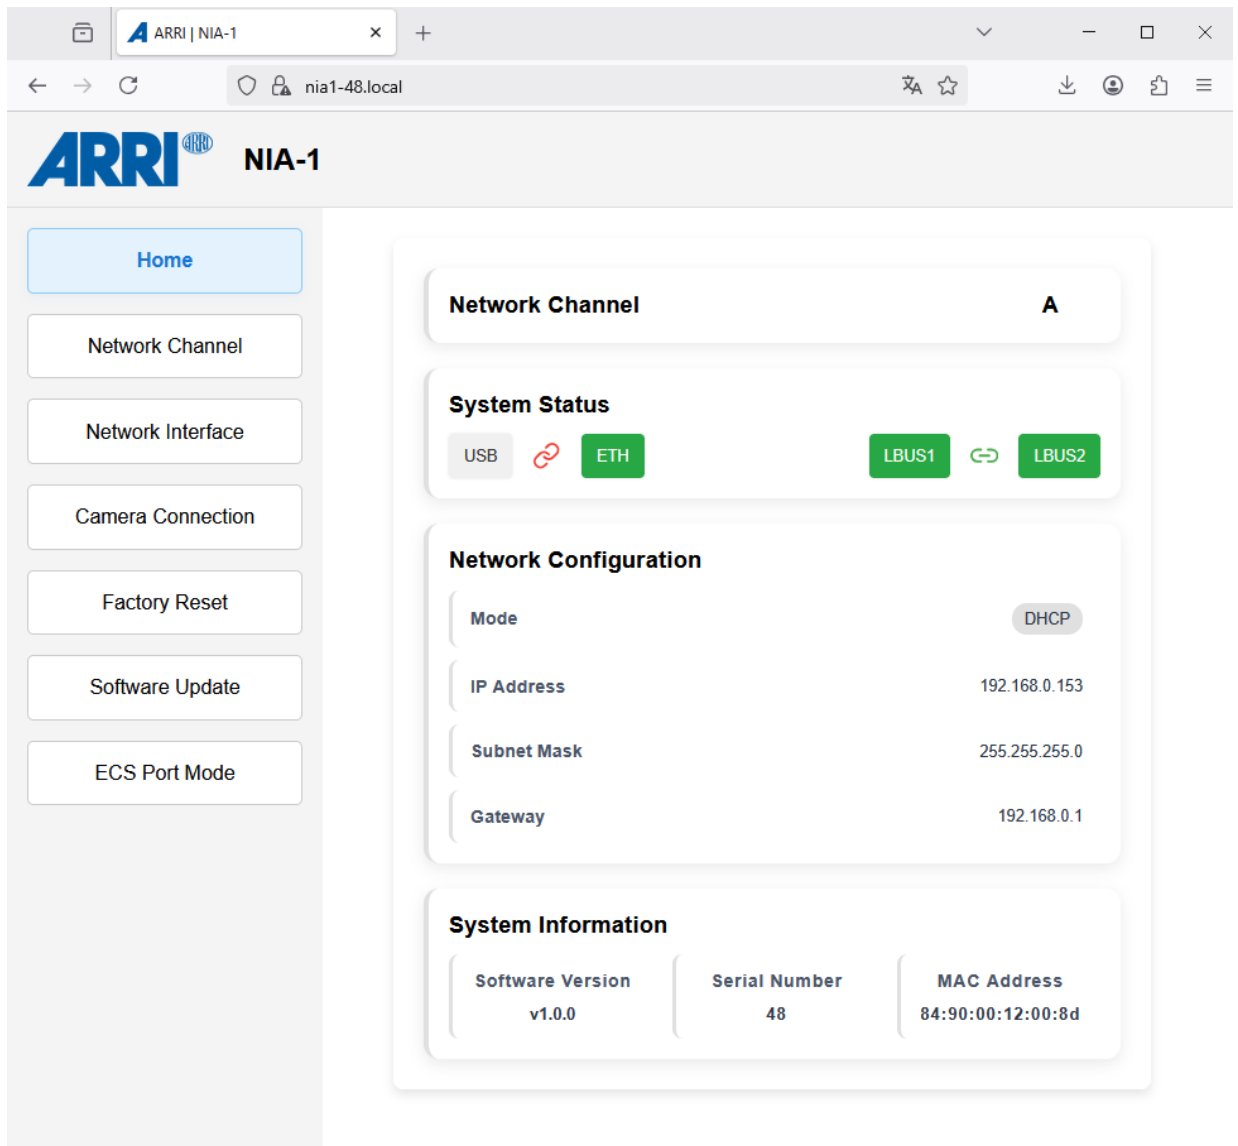 ARRI | NIA-1
nia1-48.local
ARRI ARRI NIA-1
Home
Network Channel
Network Interface
Camera Connection
Factory Reset
Software Update
ECS Port Mode
Network Channel A
System Status
USB ETH LBUS1 LBUS2
Network Configuration
Mode DHCP
IP Address 192.168.0.153
Subnet Mask 255.255.255.0
Gateway 192.168.0.1
System Information
Software Version Serial Number MAC Address
v1.0.0 48 84:90:00:12:00:8d